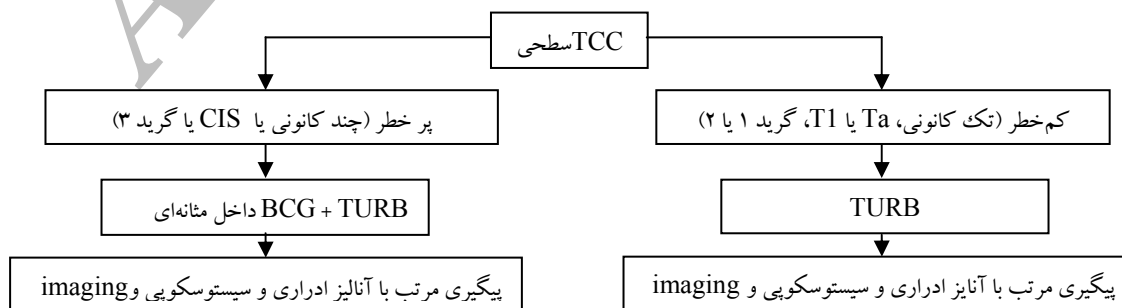 TCCسطحی
کم‌خطر (تک کانونی، Ta یا T1، گرید ۱ یا ۲)
پر خطر (چند کانونی یا CIS یا گرید ۳)
TURB
BCG + TURB داخل مثانه‌ای
پیگیری مرتب با آنایز ادراری و سیستوسکوپی و imaging
پیگیری مرتب با آنالیز ادراری و سیستوسکوپی وimaging